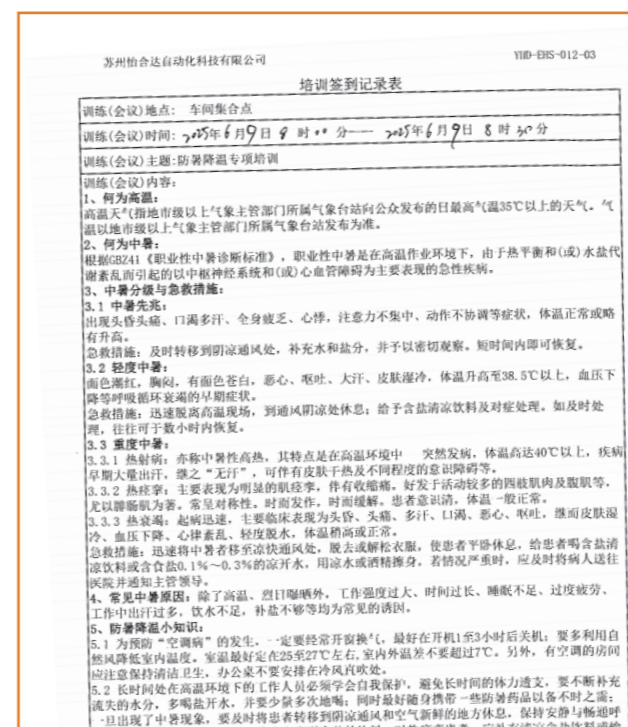 苏州怡合达自动化科技有限公司 YHD-EHS-012-03
培训签到记录表
训练(会议)地点： 车间集合点
训练(会议)时间：2025年6月9日 8 时 00 分—— 2025年6月9日 8 时 30 分
训练(会议)主题:防暑降温专项培训
训练(会议)内容：
1、何为高温：
高温天气指地市级以上气象主管部门所属气象台站向公众发布的日最高气温35℃以上的天气。气
温以地市级以上气象主管部门所属气象台站发布为准。
2、何为中暑：
根据GBZ41《职业性中暑诊断标准》，职业性中暑是在高温作业环境下，由于热平衡和(或)水盐代
谢紊乱而引起的以中枢神经系统和(或)心血管障碍为主要表现的急性疾病。
3、中暑分级与急救措施：
3.1 中暑先兆：
出现头昏头痛、口渴多汗、全身疲乏、心悸，注意力不集中、动作不协调等症状，体温正常或略
有升高。
急救措施：及时转移到阴凉通风处，补充水和盐分，并予以密切观察。短时间内即可恢复。
3.2 轻度中暑：
面色潮红，胸闷，有面色苍白，恶心、呕吐、大汗、皮肤湿冷，体温升高至38.5℃以上，血压下
降等呼吸循环衰竭的早期症状。
急救措施：迅速脱离高温现场，到通风阴凉处休息；给予含盐清凉饮料及对症处理。如及时处
理，往往可于数小时内恢复。
3.3 重度中暑：
3.3.1 热射病：亦称中暑性高热，其特点是在高温环境中 突然发病，体温高达40℃以上，疾病
早期大量出汗，继之“无汗”，可伴有皮肤干热及不同程度的意识障碍等。
3.3.2 热痉挛：主要表现为明显的肌痉挛，伴有收缩痛。好发于活动较多的四肢肌肉及腹肌等，
尤以腓肠肌为著。常呈对称性。时而发作，时而缓解。患者意识清，体温一般正常。
3.3.3 热衰竭：起病迅速，主要临床表现为头昏、头痛、多汗、口渴、恶心、呕吐，继而皮肤湿
冷、血压下降、心律紊乱、轻度脱水，体温稍高或正常。
急救措施：迅速将中暑者移至凉快通风处，脱去或解松衣服，使患者平卧休息，给患者喝含盐清
凉饮料或含食盐0.1%～0.3%的凉开水，用凉水或酒精擦身。若情况严重时，应及时将病人送往
医院并通知主管领导。
4、常见中暑原因：除了高温、烈日曝晒外，工作强度过大、时间过长、睡眠不足、过度疲劳、
工作中出汗过多，饮水不足，补盐不够等均为常见的诱因。
5、防暑降温小知识：
5.1 为预防“空调病”的发生，一定要经常开窗换气，最好在开机1至3小时后关机；要多利用自
然风降低室内温度。室温最好定在25至27℃左右,室内外温差不要超过7℃。另外，有空调的房间
应注意保持清洁卫生，办公桌不要安排在冷风直吹处。
5.2 长时间处在高温环境下的工作人员必须学会自我保护，避免长时间的体力透支，要不断补充
流失的水分，多喝盐开水，并要少量多次地喝；同时最好随身携带一些防暑药品以备不时之需；
一旦出现了中暑现象，要及时将患者转移到阴凉通风和空气新鲜的地方休息，保持安静与畅通呼